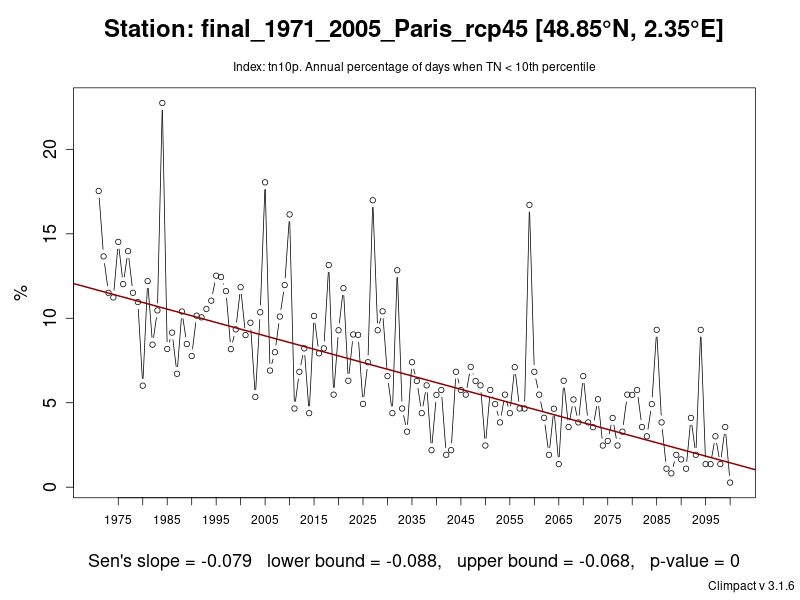 Station: final_1971_2005_Paris_rcp45 [48.85°N, 2.35°E]
Index: tn10p. Annual percentage of days when TN < 10th percentile
20
15
10
5
0
%
1975 1985 1995 2005 2015 2025 2035 2045 2055 2065 2075 2085 2095
Sen's slope = -0.079 lower bound = -0.088, upper bound = -0.068, p-value = 0
Climpact v 3.1.6